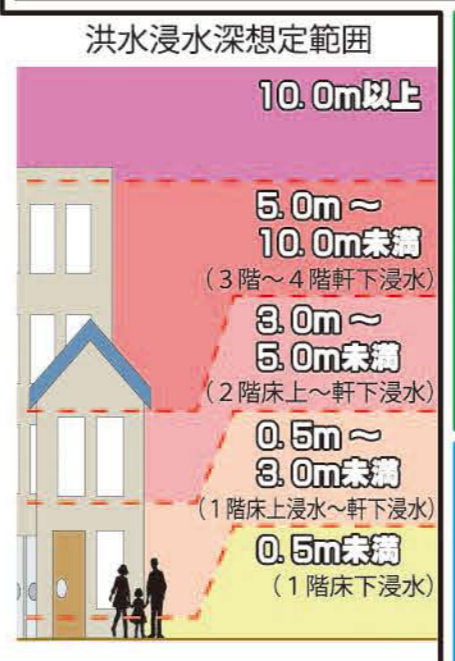 洪水浸水深想定範囲
10.0m以上
5.0m～
10.0m未満
（3階～4階軒下浸水）
3.0m～
5.0m未満
（2階床上～軒下浸水）
0.5m～
3.0m未満
（1階床上浸水～軒下浸水）
0.5m未満
（1階床下浸水）